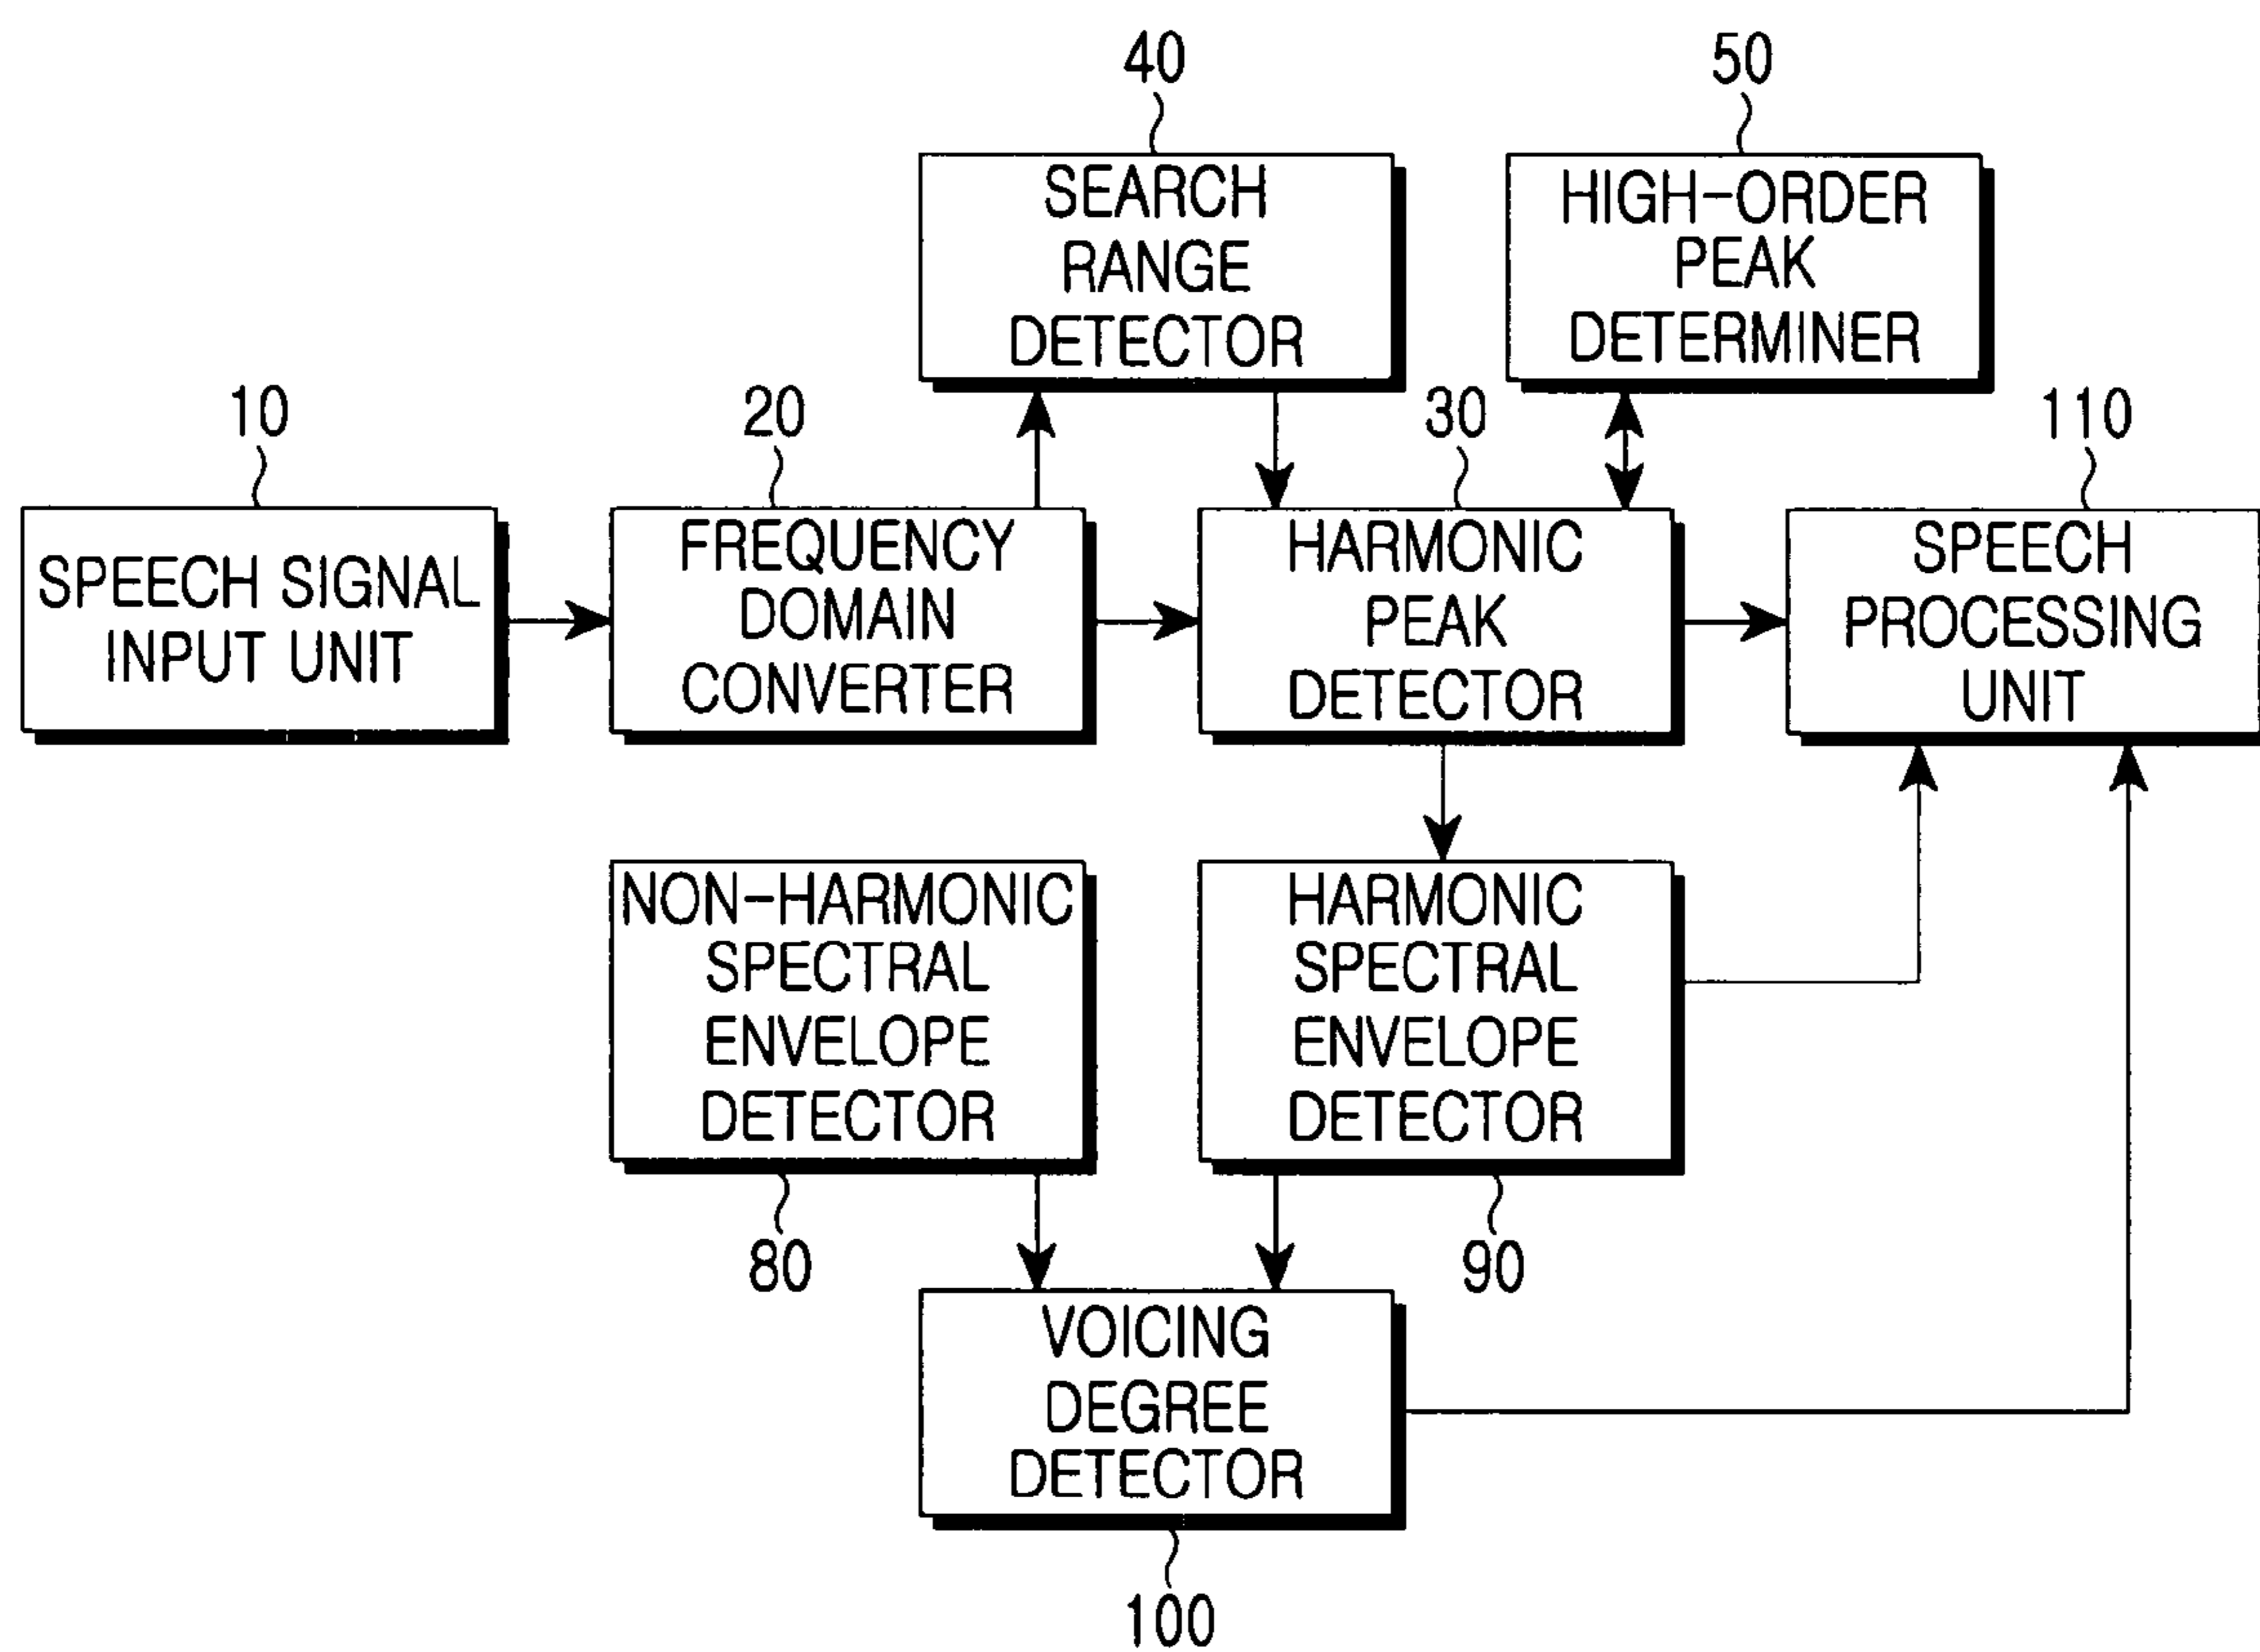 40
50
SEARCH
RANGE
DETECTOR
HIGH-ORDER
PEAK
DETERMINER
10
20
30
110
SPEECH SIGNAL
INPUT UNIT
FREQUENCY
DOMAIN
CONVERTER
HARMONIC
PEAK
DETECTOR
SPEECH
PROCESSING
UNIT
NON-HARMONIC
SPECTRAL
ENVELOPE
DETECTOR
HARMONIC
SPECTRAL
ENVELOPE
DETECTOR
80
90
VOICING
DEGREE
DETECTOR
100